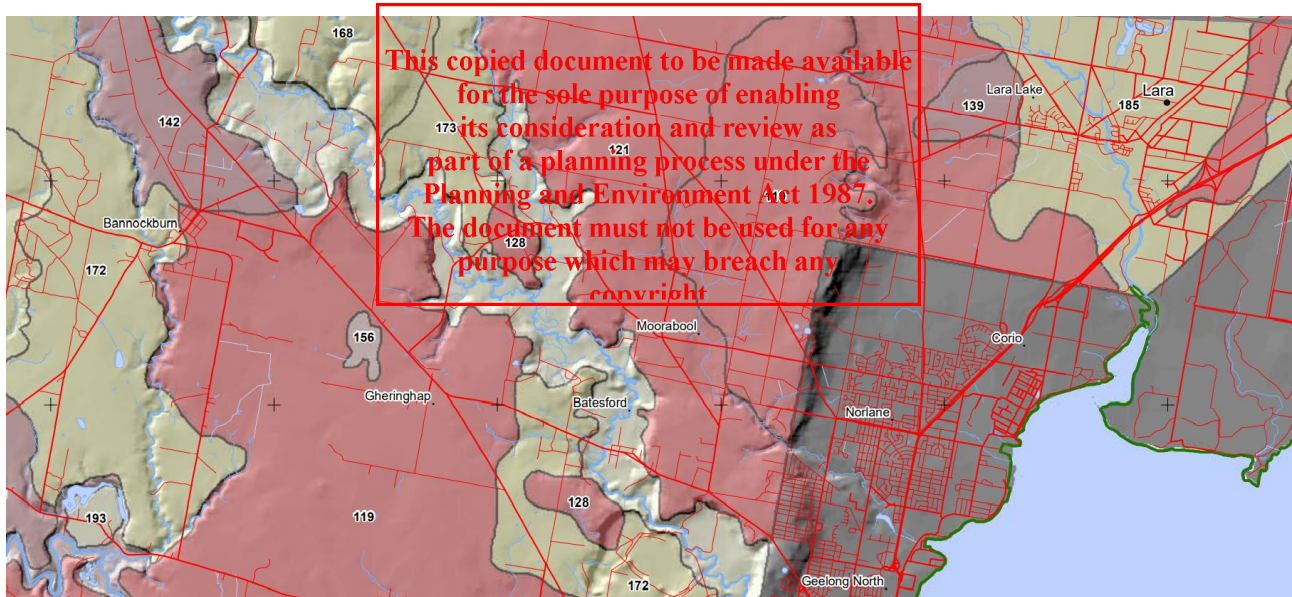 168
This copied document to be made available
for the sole purpose of enabling
its consideration and review as
part of a planning process under the
Planning and Environment Act 1987.
The document must not be used for any
purpose which may breach any
copyright
Lara Lake
Lara
139
185
142
173
121
Bannockburn
128
172
Moorabool
156
Corio
Gheringhap
Batesford
Norlane
193
119
128
172
Geelong North